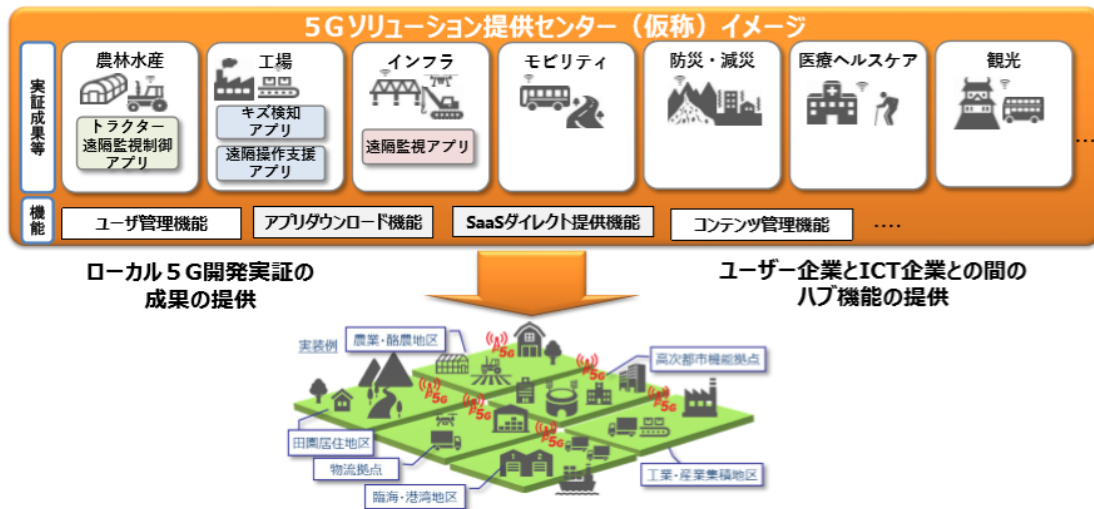 5Gソリューション提供センター（仮称）イメージ
実証成果等
農林水産
トラクター
遠隔監視制御
アプリ
工場
キズ検知
アプリ
遠隔操作支援
アプリ
インフラ
遠隔監視アプリ
モビリティ
防災・減災
医療ヘルスケア
観光
…
機能
ユーザ管理機能
アプリダウンロード機能
SaaSダイレクト提供機能
コンテンツ管理機能
‥‥
ローカル５G開発実証の
成果の提供
ユーザー企業とICT企業との間の
ハブ機能の提供
実装例
農業・酪農地区
5G
5G
高次都市機能拠点
5G
5G
5G
5G
田園居住地区
物流拠点
1 2
臨海・港湾地区
工業・産業集積地区